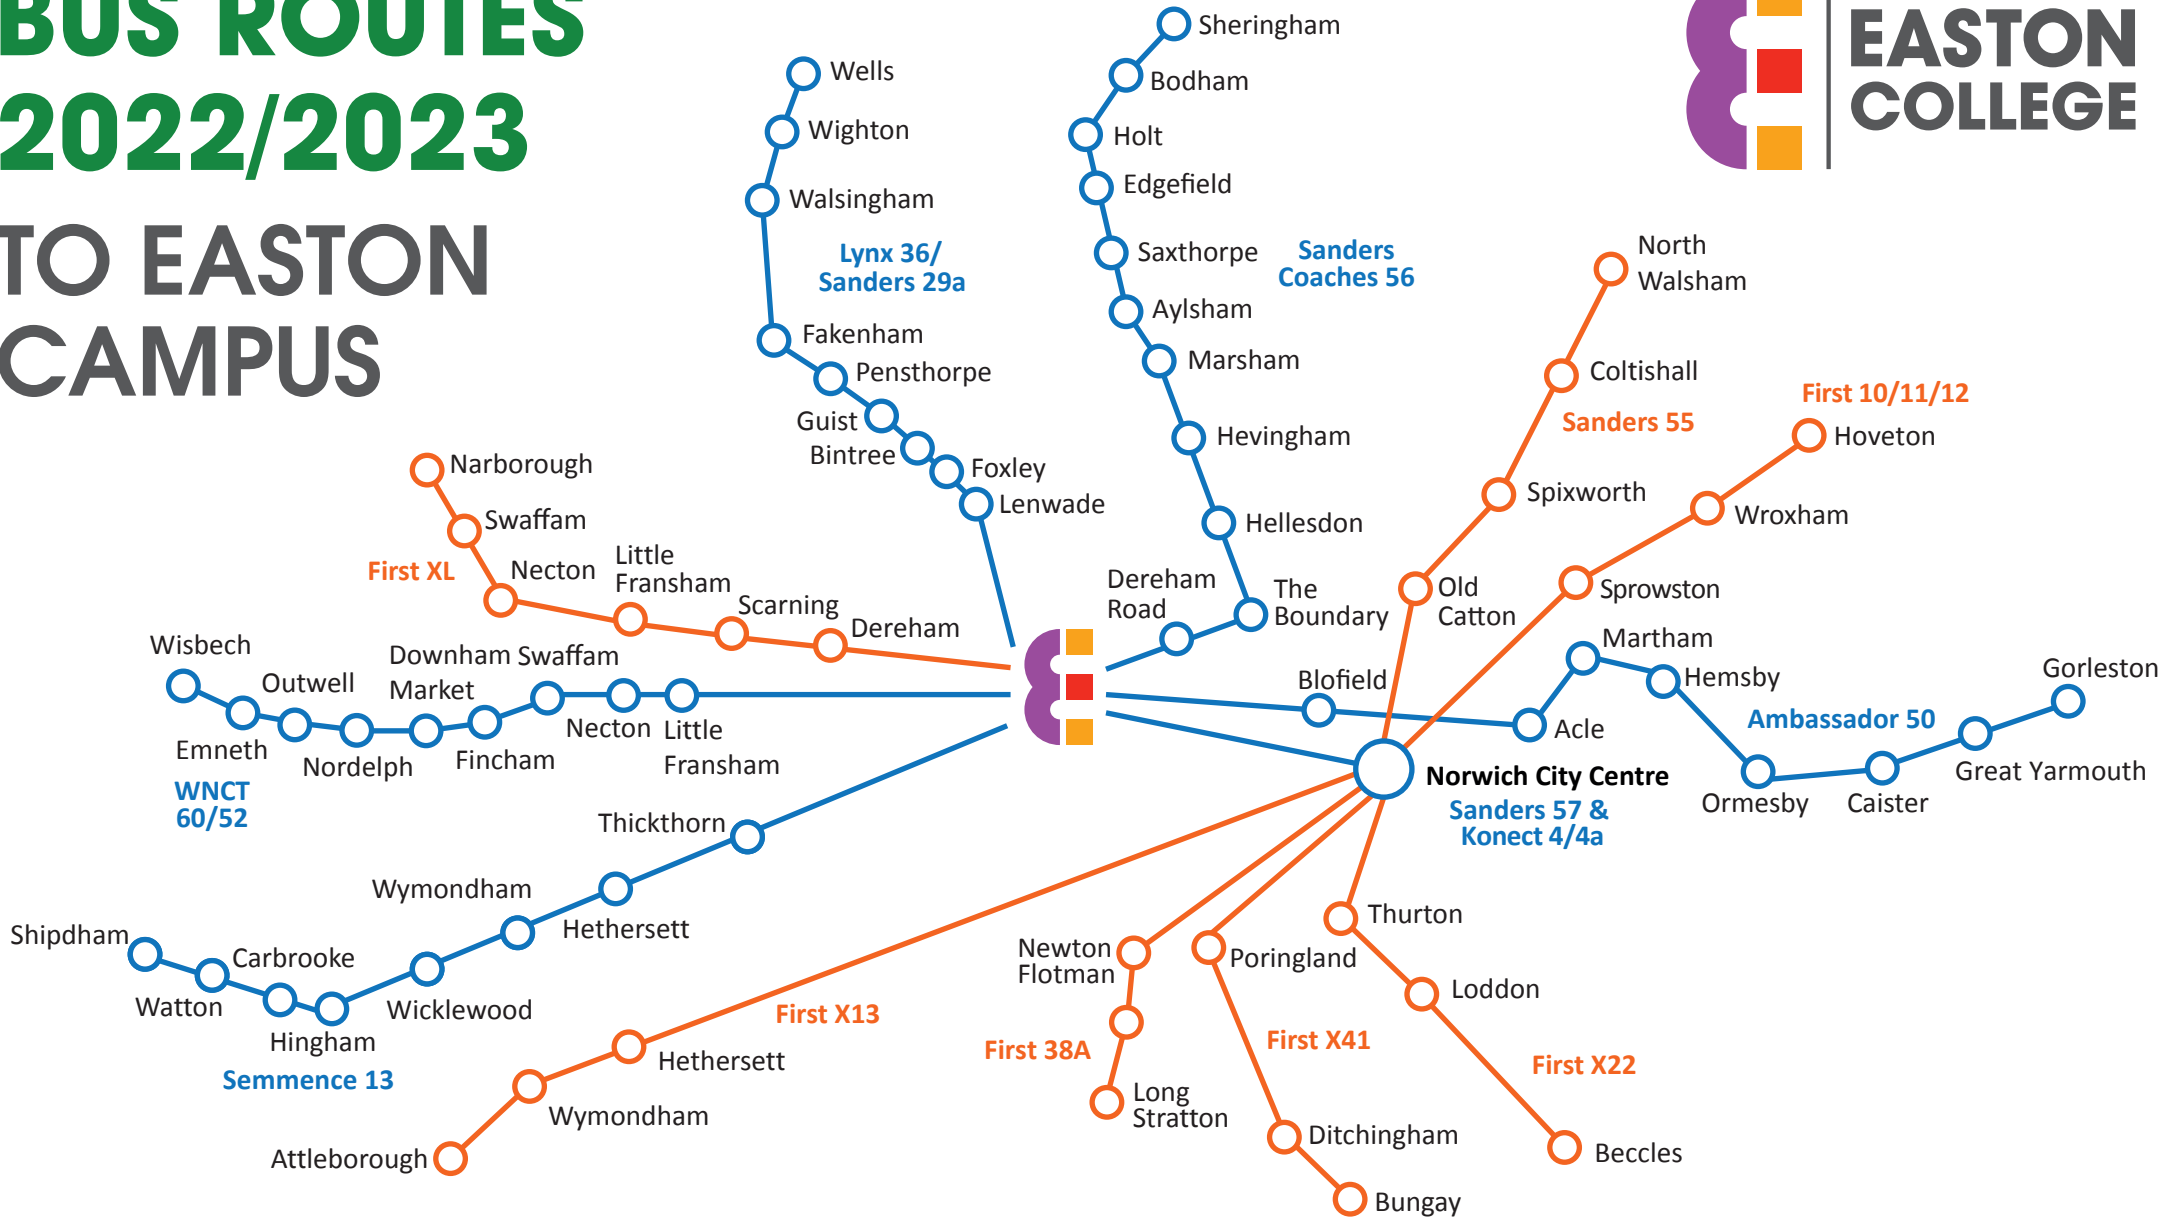 BUS ROUTES
2022/2023
TO EASTON
CAMPUS
EASTON
COLLEGE
Wells
Wighton
Walsingham
Lynx 36/
Sanders 29a
Fakenham
Pensthorpe
Guist
Bintree
Foxley
Lenwade
Sheringham
Bodham
Holt
Edgefield
Saxthorpe
Sanders
Coaches 56
Aylsham
Marsham
Hevingham
Hellesdon
The
Boundary
Dereham
Road
North
Walsham
Coltishall
Sanders 55
Spixworth
Old
Catton
First 10/11/12
Hoveton
Wroxham
Sprowston
Narborough
Swaffam
First XL
Necton
Little
Fransham
Scarning
Dereham
Wisbech
Emneth
Outwell
Nordelph
Downham
Market
Fincham
Swaffam
Necton
Little
Fransham
WNCT
60/52
Blofield
Acle
Martham
Hemsby
Ambassador 50
Ormesby
Caister
Great Yarmouth
Gorleston
Norwich City Centre
Sanders 57 &
Konect 4/4a
Thickthorn
Hethersett
Wymondham
Wicklewood
Hingham
Carbrooke
Watton
Shipdham
Semmence 13
First X13
Hethersett
Wymondham
Attleborough
Newton
Flotman
First 38A
Long
Stratton
Poringland
First X41
Ditchingham
Bungay
Thurton
Loddon
First X22
Beccles